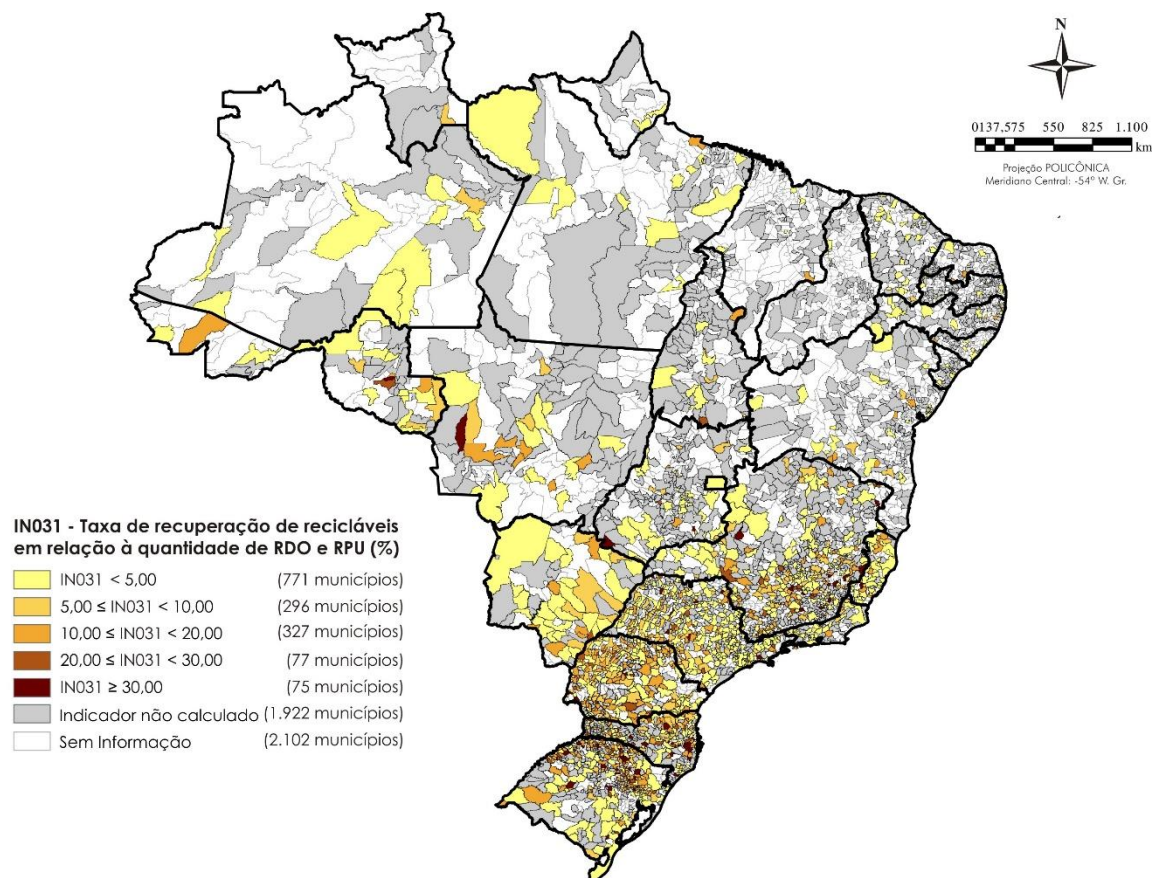 N
0137,575 550 825 1.100
km
Projeção POLICÔNICA
Meridiano Central: -54º W. Gr.
IN031 - Taxa de recuperação de recicláveis
em relação à quantidade de RDO e RPU (%)
IN031 < 5,00 (771 municípios)
5,00 ≤ IN031 < 10,00 (296 municípios)
10,00 ≤ IN031 < 20,00 (327 municípios)
20,00 ≤ IN031 < 30,00 (77 municípios)
IN031 ≥ 30,00 (75 municípios)
Indicador não calculado (1.922 municípios)
Sem Informação (2.102 municípios)